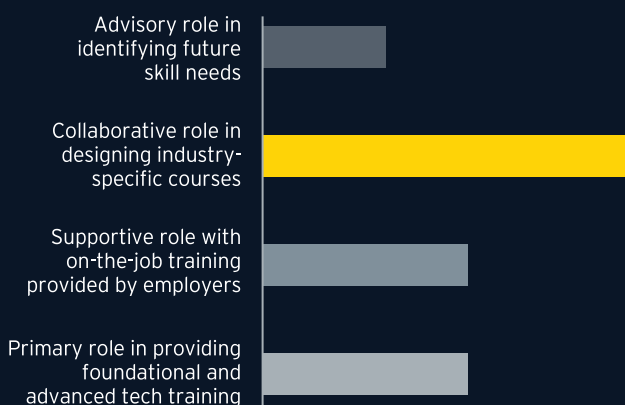 Advisory role in
identifying future
skill needs
Collaborative role in
designing industry-
specific courses
Supportive role with
on-the-job training
provided by employers
Primary role in providing
foundational and
advanced tech training